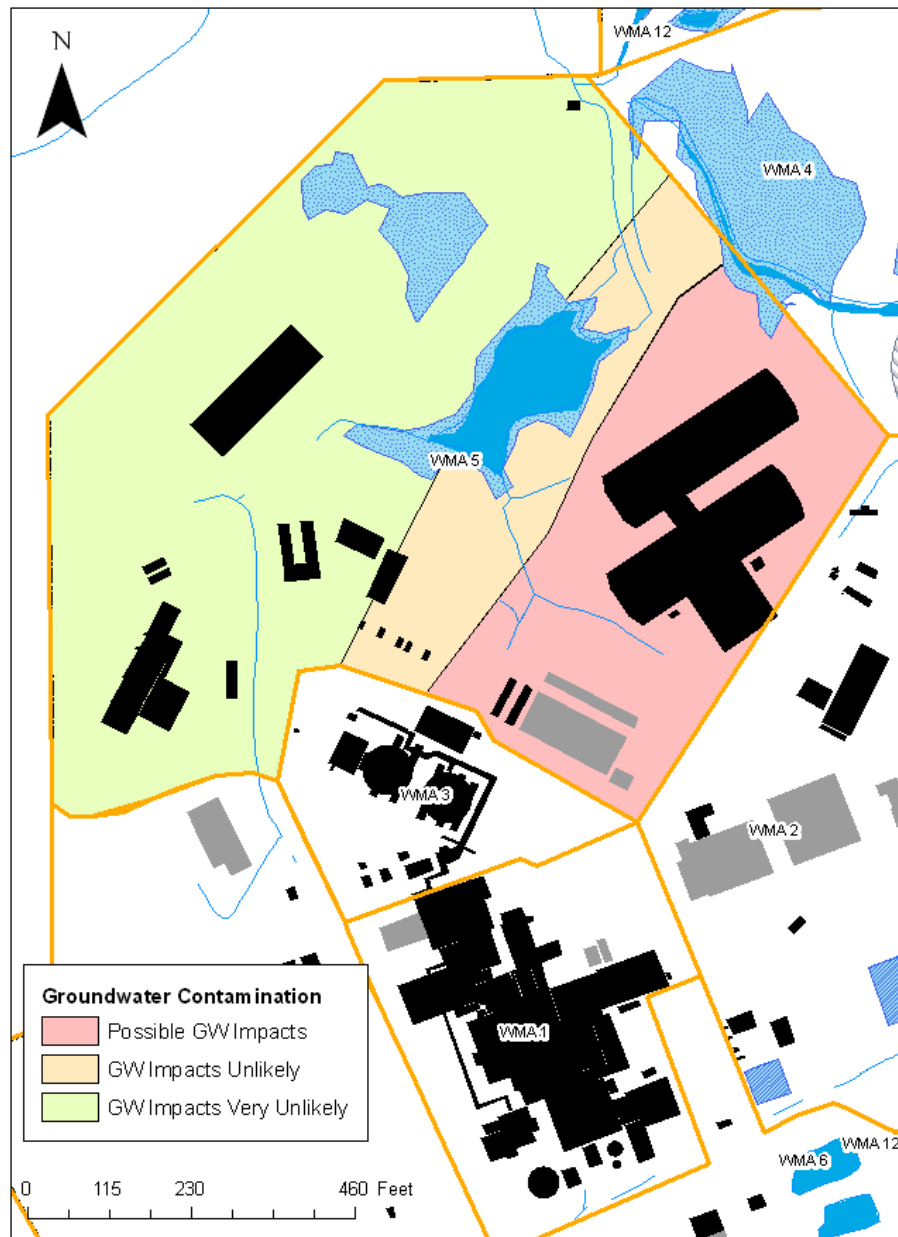 WMA 12
N
WMA 4
WMA 5
WMA 3
WMA 2
Groundwater Contamination
Possible GW Impacts
GW Impacts Unlikely
GW Impacts Very Unlikely
WMA 1
WMA 12
WMA 6
0 115 230 460 Feet